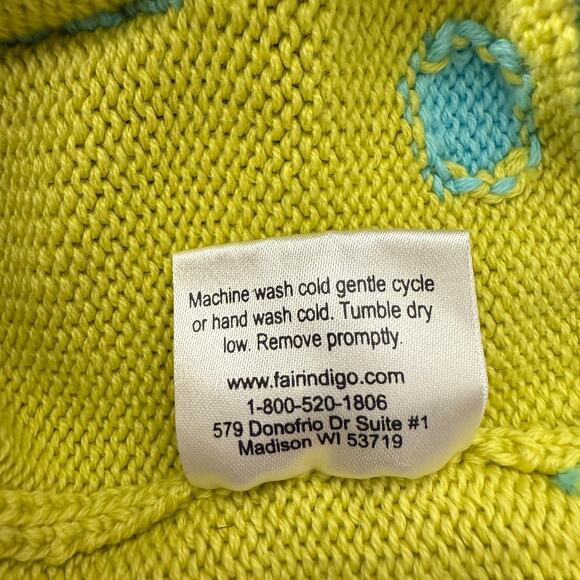 Machine wash cold gentle cycle
or hand wash cold. Tumble dry
low. Remove promptly.
www.fairindigo.com
1-800-520-1806
579 Donofrio Dr Suite #1
Madison WI 53719